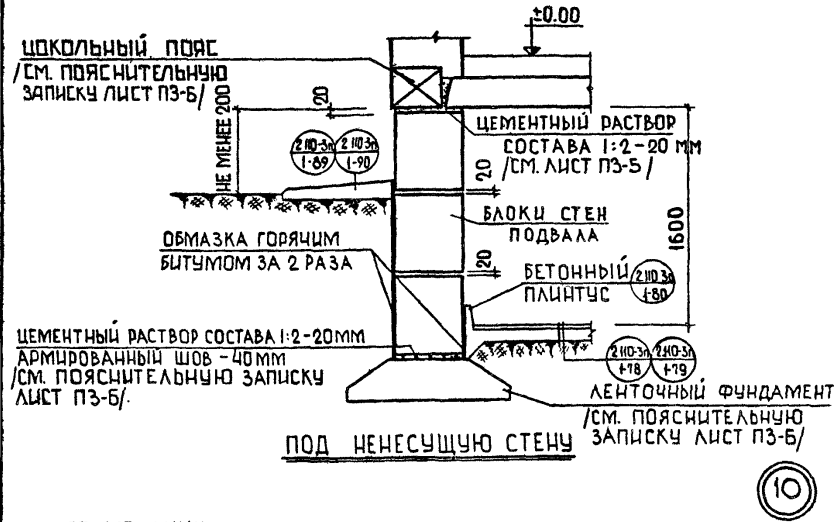 ±0.00
ЦОКОЛЬНЫЙ ПОЯС
/СМ. ПОЯСНИТЕЛЬНУЮ
ЗАПИСКУ ЛИСТ ПЗ-Б/
НЕ МЕНЕЕ 200
20
ЦЕМЕНТНЫЙ РАСТВОР
СОСТАВА 1:2-20 ММ
/СМ. ЛИСТ ПЗ-5/
2110-3п
1-89
2110-3п
1-90
20
БЛОКИ СТЕН
ПОДВАЛА
1600
ОБМАЗКА ГОРЯЧИМ
БИТУМОМ ЗА 2 РАЗА
20
БЕТОННЫЙ
ПЛИНТУС
2110-3п
1-80
ЦЕМЕНТНЫЙ РАСТВОР СОСТАВА 1:2-20ММ
АРМИРОВАННЫЙ ШОВ -40ММ
/СМ. ПОЯСНИТЕЛЬНУЮ ЗАПИСКУ
ЛИСТ ПЗ-Б/.
2110-3п
1-78
2110-3п
1-79
ЛЕНТОЧНЫЙ ФУНДАМЕНТ
/СМ. ПОЯСНИТЕЛЬНУЮ
ЗАПИСКУ ЛИСТ ПЗ-Б/
ПОД НЕНЕСУЩУЮ СТЕНУ
10